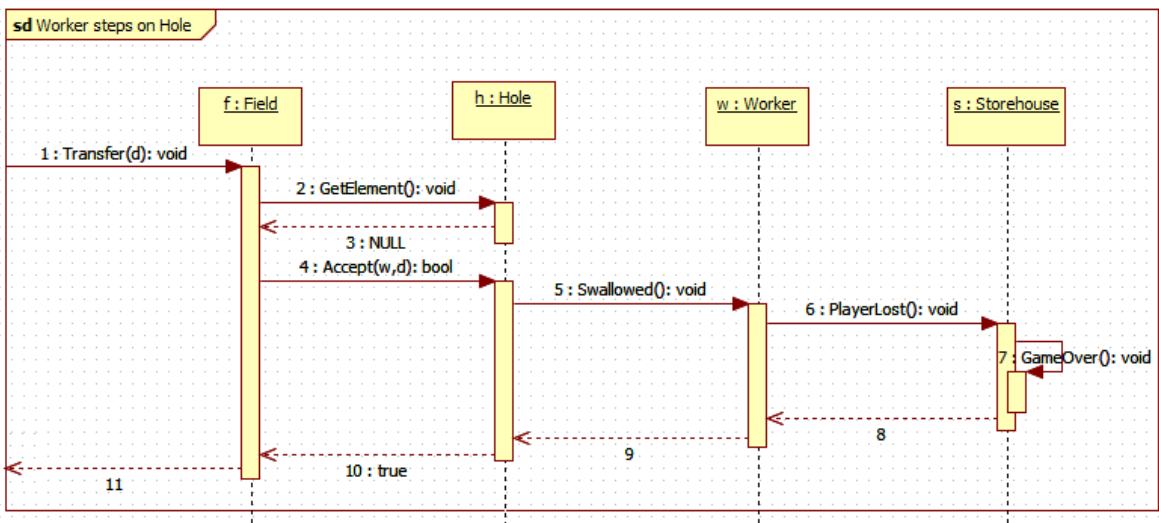 sd Worker steps on Hole
f : Field
h : Hole
w : Worker
s : Storehouse
1 : Transfer(d): void
2 : GetElement(): void
3 : NULL
4 : Accept(w,d): bool
5 : Swallowed(): void
6 : PlayerLost(): void
7 : GameOver(): void
8
9
10 : true
11